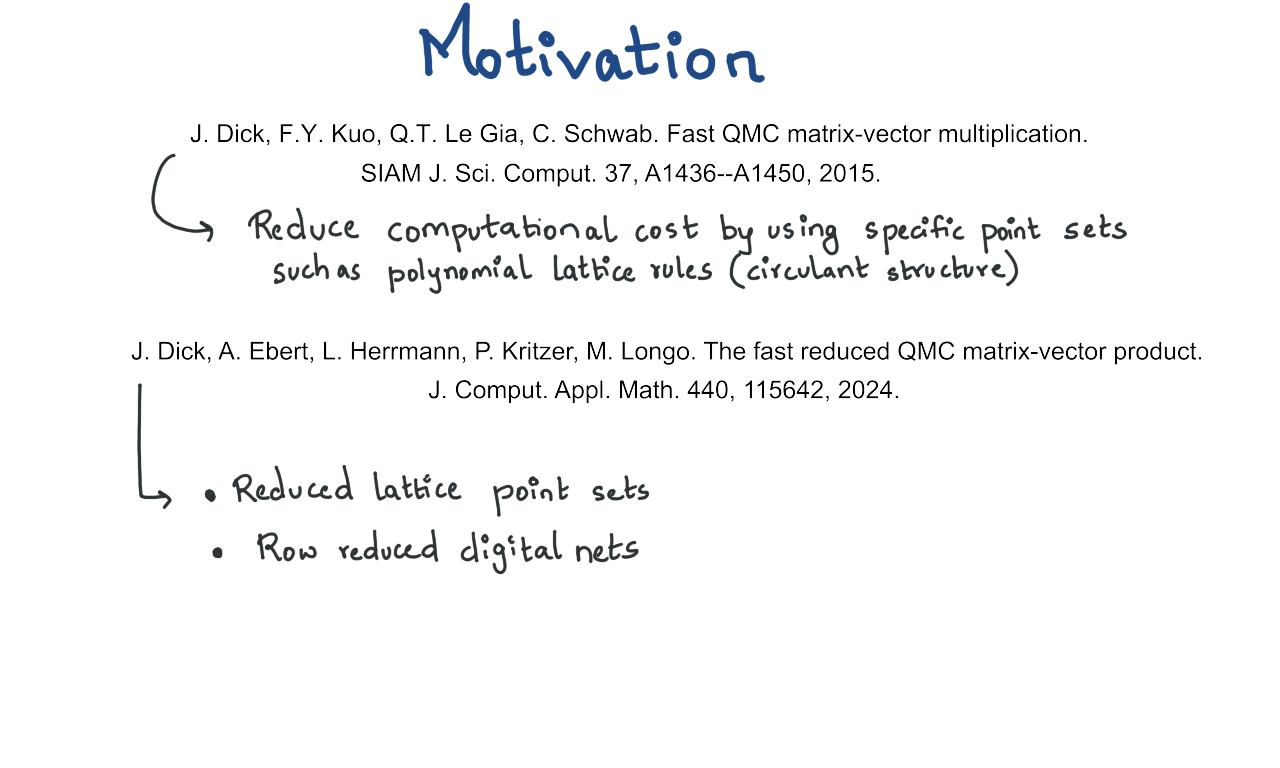 Motivation
J. Dick, F.Y. Kuo, Q.T. Le Gia, C. Schwab. Fast QMC matrix-vector multiplication.
SIAM J. Sci. Comput. 37, A1436--A1450, 2015.
Reduce computational cost by using specific point sets
such as polynomial lattice rules (circulant structure)
J. Dick, A. Ebert, L. Herrmann, P. Kritzer, M. Longo. The fast reduced QMC matrix-vector product.
J. Comput. Appl. Math. 440, 115642, 2024.
• Reduced lattice point sets
• Row reduced digital nets